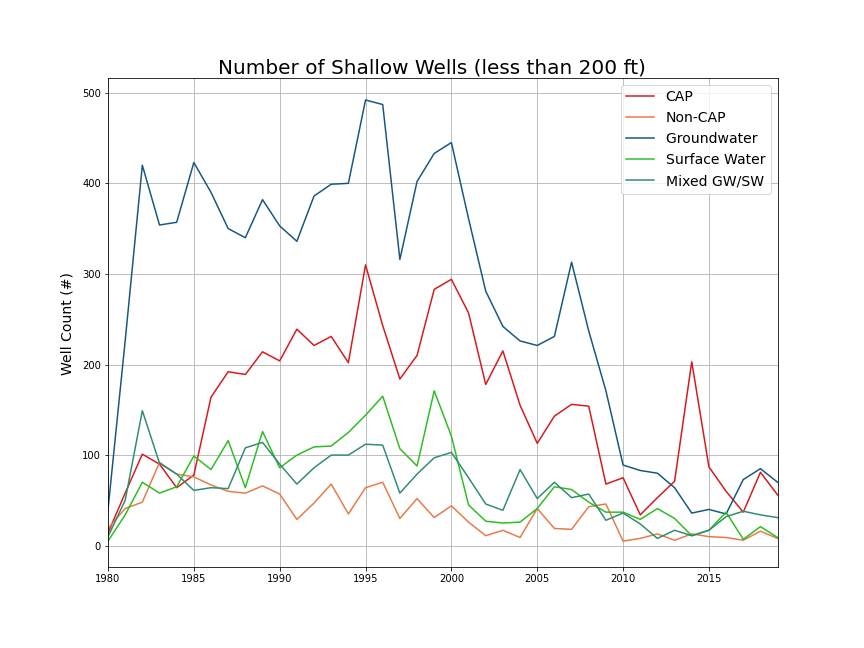 Number of Shallow Wells (less than 200 ft)
CAP
Non-CAP
Groundwater
Surface Water
Mixed GW/SW
Well Count (#)
500
400
300
200
100
0
1980
1985
1990
1995
2000
2005
2010
2015